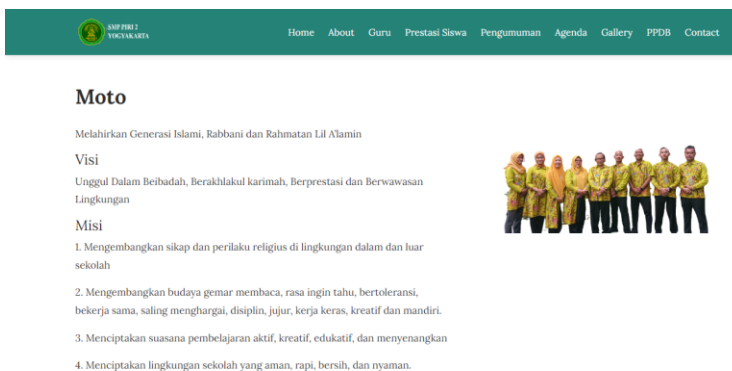 SMP PIRI 2
YOGYAKARTA
Home About Guru Prestasi Siswa Pengumuman Agenda Gallery PPDB Contact
Moto
Melahirkan Generasi Islami, Rabbani dan Rahmatan Lil A'lamin
Visi
Unggul Dalam Beibadah, Berakhlakul karimah, Berprestasi dan Berwawasan
Lingkungan
Misi
1. Mengembangkan sikap dan perilaku religius di lingkungan dalam dan luar
sekolah
2. Mengembangkan budaya gemar membaca, rasa ingin tahu, bertoleransi,
bekerja sama, saling menghargai, disiplin, jujur, kerja keras, kreatif dan mandiri.
3. Menciptakan suasana pembelajaran aktif, kreatif, edukatif, dan menyenangkan
4. Menciptakan lingkungan sekolah yang aman, rapi, bersih, dan nyaman.